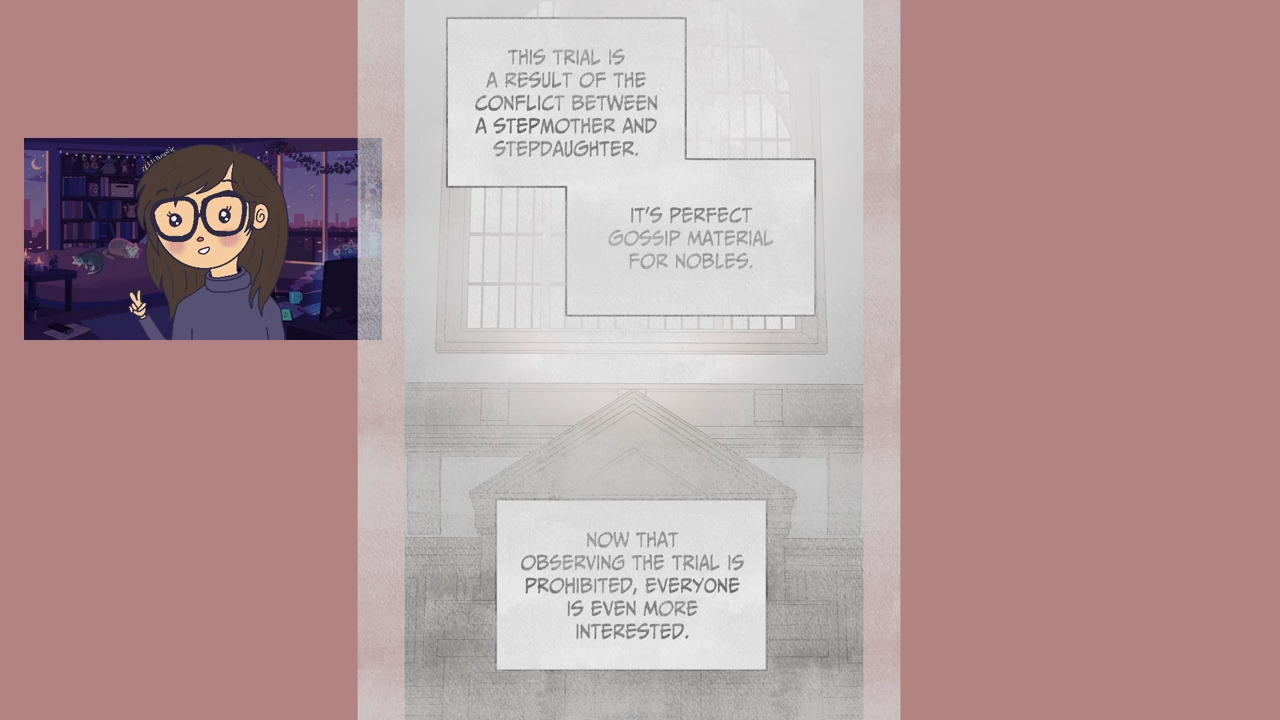 THIS TRIAL IS
A RESULT OF THE
CONFLICT BETWEEN
A STEPMOTHER AND
STEPDAUGHTER.
IT'S PERFECT
GOSSIP MATERIAL
FOR NOBLES.
NOW THAT
OBSERVING THE TRIAL IS
PROHIBITED, EVERYONE
IS EVEN MORE
INTERESTED.